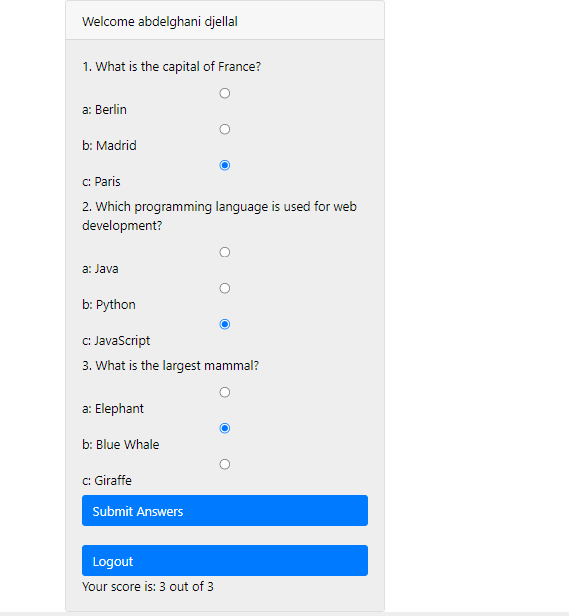 Welcome abdelghani djellal
1. What is the capital of France?
a: Berlin
b: Madrid
c: Paris
2. Which programming language is used for web
development?
a: Java
b: Python
c: JavaScript
3. What is the largest mammal?
a: Elephant
b: Blue Whale
c: Giraffe
Submit Answers
Logout
Your score is: 3 out of 3